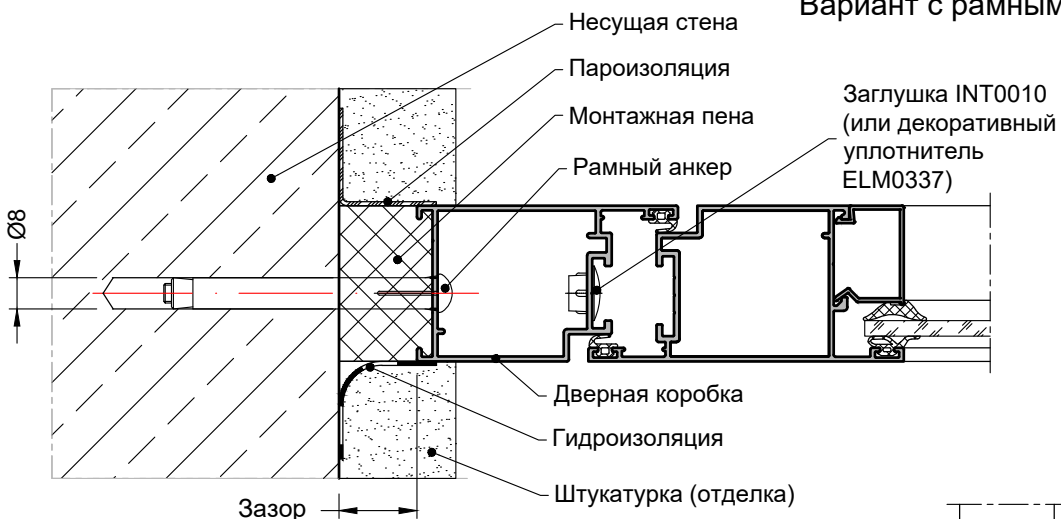 Вариант с рамным
Несущая стена
Пароизоляция
Монтажная пена
Рамный анкер
Заглушка INT0010
(или декоративный
уплотнитель
ELM0337)
Ø8
Дверная коробка
Гидроизоляция
Штукатурка (отделка)
Зазор